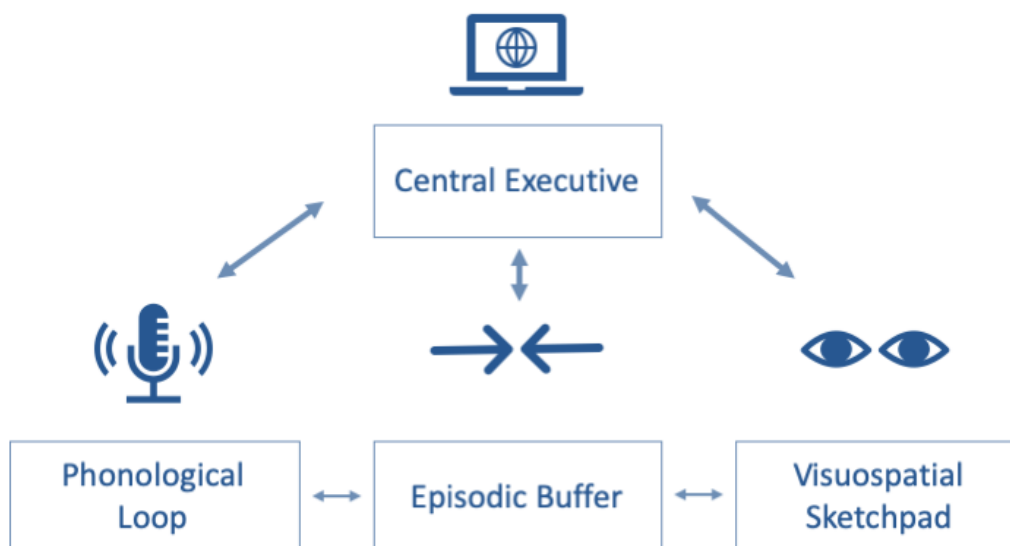 Central Executive
Phonological
Loop
Episodic Buffer
Visuospatial
Sketchpad